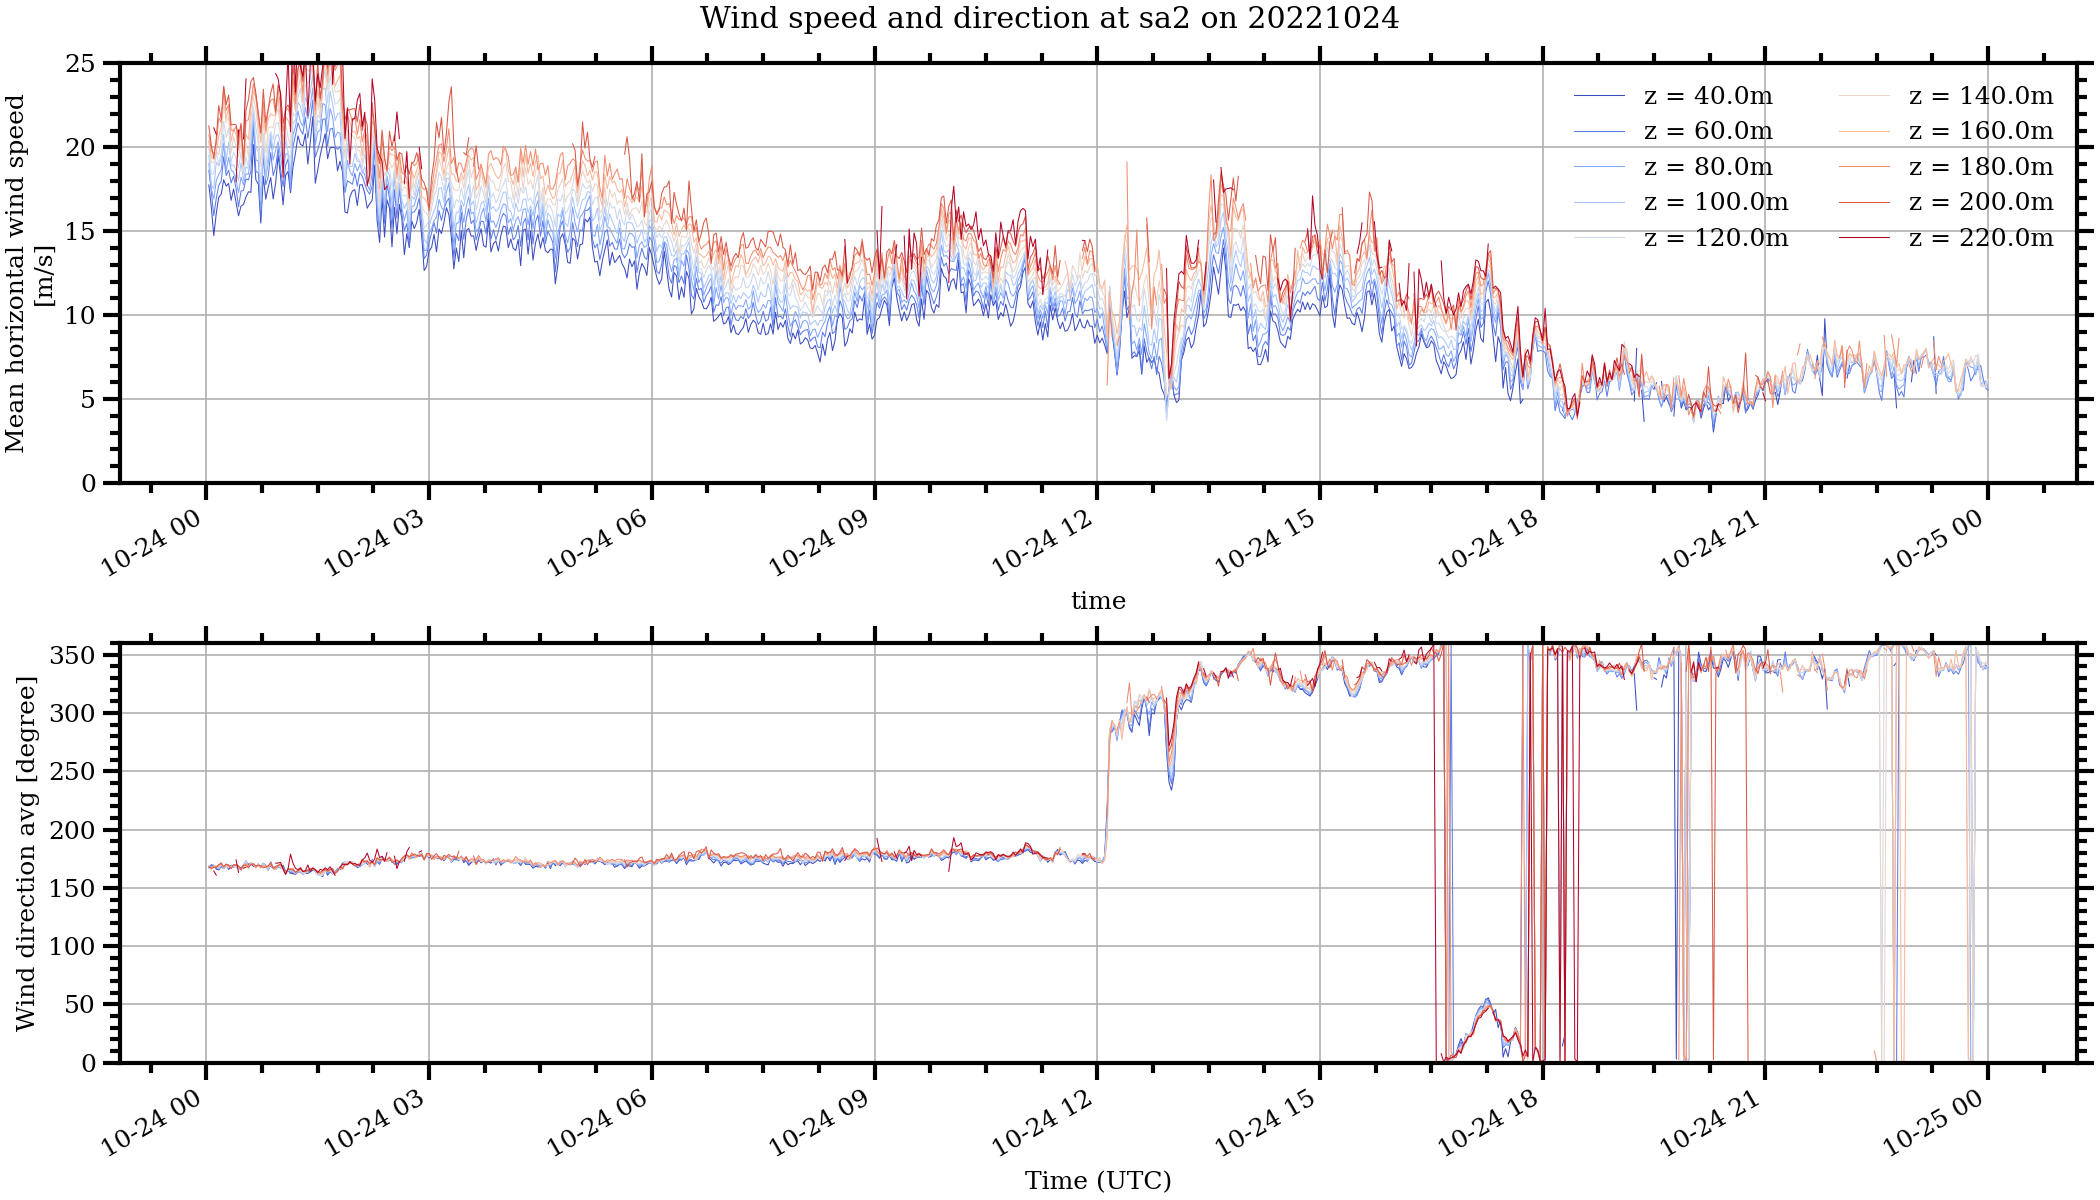 Wind speed and direction at sa2 on 20221024
Mean horizontal wind speed
[m/s]
25
20
15
10
5
0
z = 40.0m
z = 60.0m
z = 80.0m
z = 100.0m
z = 120.0m
z = 140.0m
z = 160.0m
z = 180.0m
z = 200.0m
z = 220.0m
10-24 00
10-24 03
10-24 06
10-24 09
10-24 12
10-24 15
10-24 18
10-24 21
10-25 00
time
Wind direction avg [degree]
350
300
250
200
150
100
50
0
10-24 00
10-24 03
10-24 06
10-24 09
10-24 12
10-24 15
10-24 18
10-24 21
10-25 00
Time (UTC)